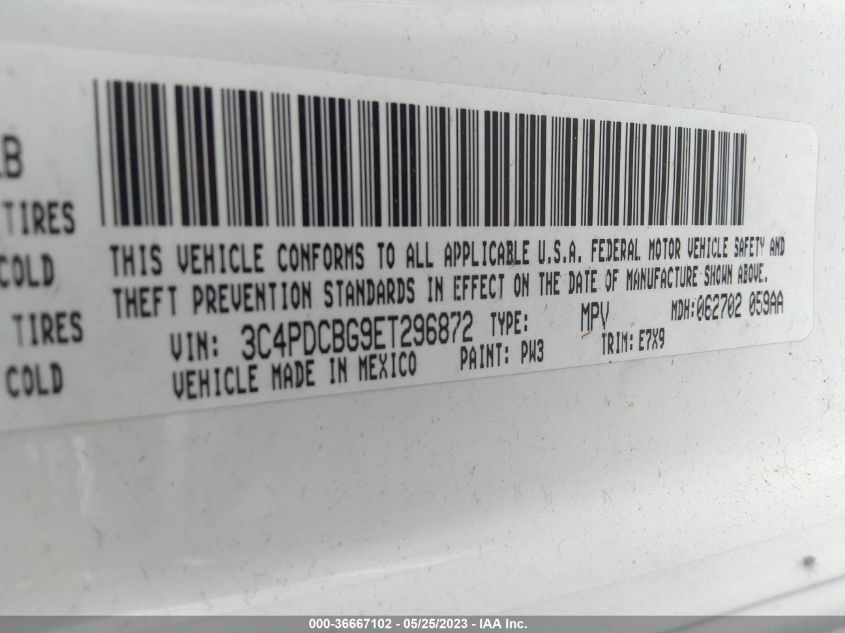 LB
TIRES
COLD
TIRES
COLD
THIS VEHICLE CONFORMS TO ALL APPLICABLE U.S.A. FEDERAL MOTOR VEHICLE SAFETY AND
THEFT PREVENTION STANDARDS IN EFFECT ON THE DATE OF MANUFACTURE SHOWN ABOVE.
VIN: 3C4PDCBG9ET296872 TYPE: MPV MDH:062702 059AA
VEHICLE MADE IN MEXICO PAINT: PW3 TRIM: E7X9
000-36667102 - 05/25/2023 - IAA Inc.